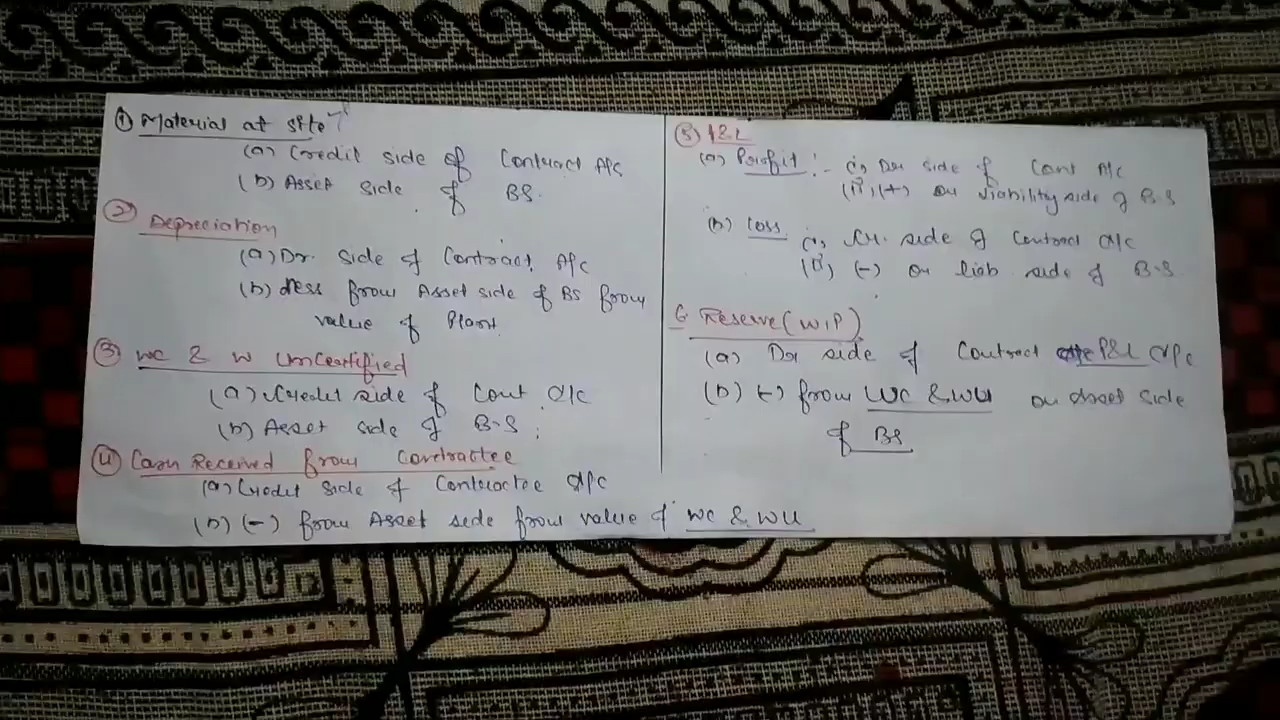 ① Material at site
(a) Credit side of Contract A/c
(b) Asset side of BS.
② Depreciation
(a) Dr. side of Contract A/c
(b) Less from Asset side of BS from
value of Plant
③ WC & W Uncertified
(a) Credit side of Cont a/c
(b) Asset side of B.S.
④ Cash Received from Contractee
(a) Credit side of Contractee a/c
(b) (-) from Asset side from value of WC & WU
⑤ P&L
(a) Profit :- (i) Dr side of Cont A/c
(ii) (+) on liability side of B.S
(b) Loss (i) Cr. side of Contract a/c
(ii) (-) on liab side of B.S
6. Reserve (WIP)
(a) Dr side of Contract P&L a/c
(b) (-) from WC & WU on Asset side
of BS